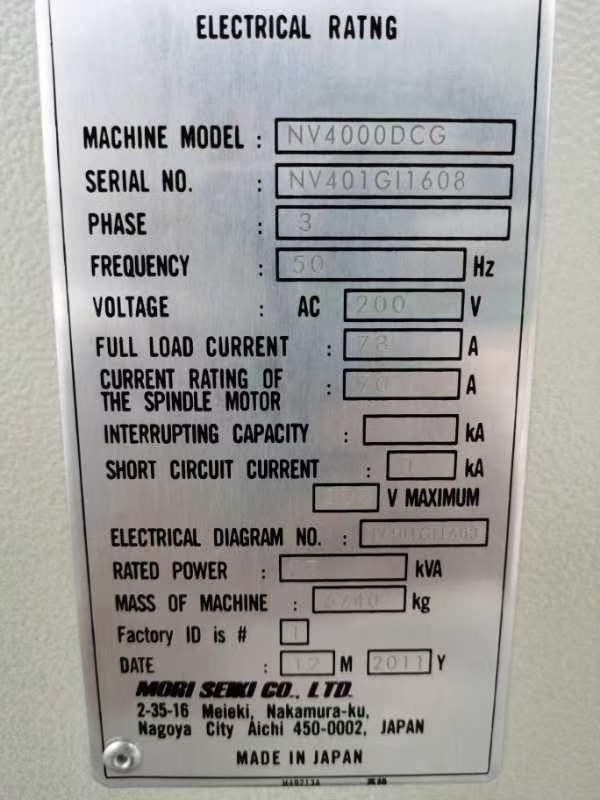 ELECTRICAL RATNG
MACHINE MODEL : NV4000DCG
SERIAL NO. : NV401GI1608
PHASE : 3
FREQUENCY : 50 Hz
VOLTAGE : AC 200 V
FULL LOAD CURRENT : 78 A
CURRENT RATING OF THE SPINDLE MOTOR : A
INTERRUPTING CAPACITY : kA
SHORT CIRCUIT CURRENT : kA
V MAXIMUM
ELECTRICAL DIAGRAM NO. :
RATED POWER : kVA
MASS OF MACHINE : kg
Factory ID is # 1
DATE : 12 M 2011 Y
MORI SEIKI CO., LTD.
2-35-16 Meieki, Nakamura-ku,
Nagoya City Aichi 450-0002, JAPAN
MADE IN JAPAN